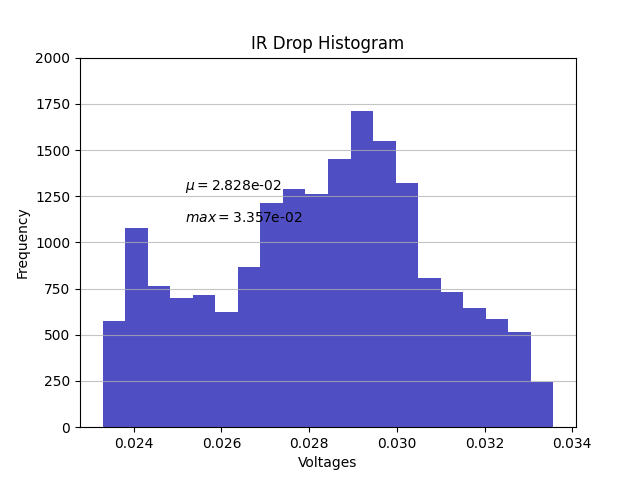 IR Drop Histogram
2000
1750
1500
1250
1000
750
500
250
0
Frequency
μ = 2.828e-02
max = 3.357e-02
0.024 0.026 0.028 0.030 0.032 0.034
Voltages